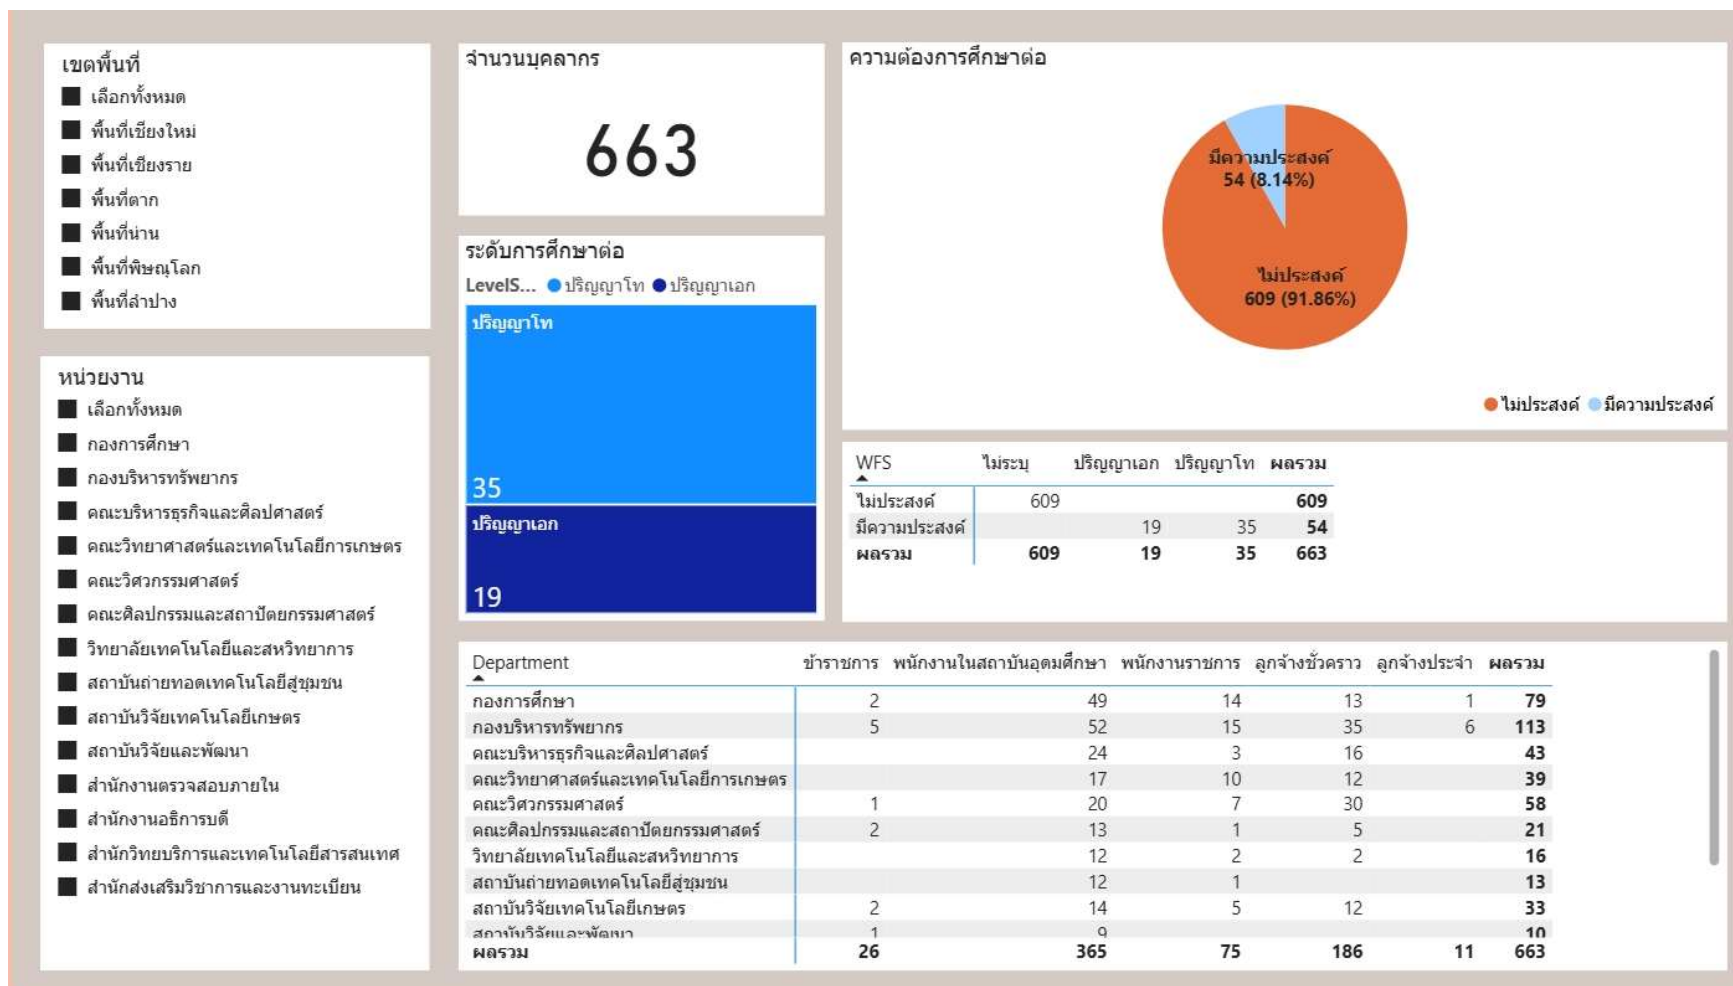 เขตพื้นที่
เลือกทั้งหมด
พื้นที่เชียงใหม่
พื้นที่เชียงราย
พื้นที่ตาก
พื้นที่น่าน
พื้นที่พิษณุโลก
พื้นที่ลำปาง
หน่วยงาน
เลือกทั้งหมด
กองการศึกษา
กองบริหารทรัพยากร
คณะบริหารธุรกิจและศิลปศาสตร์
คณะวิทยาศาสตร์และเทคโนโลยีการเกษตร
คณะวิศวกรรมศาสตร์
คณะศิลปกรรมและสถาปัตยกรรมศาสตร์
วิทยาลัยเทคโนโลยีและสหวิทยาการ
สถาบันถ่ายทอดเทคโนโลยีสู่ชุมชน
สถาบันวิจัยเทคโนโลยีเกษตร
สถาบันวิจัยและพัฒนา
สำนักงานตรวจสอบภายใน
สำนักงานอธิการบดี
สำนักวิทยบริการและเทคโนโลยีสารสนเทศ
สำนักส่งเสริมวิชาการและงานทะเบียน
จำนวนบุคลากร
663
ระดับการศึกษาต่อ
LevelS... ปริญญาโท ปริญญาเอก
ปริญญาโท
35
ปริญญาเอก
19
ความต้องการศึกษาต่อ
มีความประสงค์
54 (8.14%)
ไม่ประสงค์
609 (91.86%)
ไม่ประสงค์ มีความประสงค์
WFS ไม่ระบุ ปริญญาเอก ปริญญาโท ผลรวม
ไม่ประสงค์ 609 609
มีความประสงค์ 19 35 54
ผลรวม 609 19 35 663
Department ข้าราชการ พนักงานในสถาบันอุดมศึกษา พนักงานราชการ ลูกจ้างชั่วคราว ลูกจ้างประจำ ผลรวม
กองการศึกษา 2 49 14 13 1 79
กองบริหารทรัพยากร 5 52 15 35 6 113
คณะบริหารธุรกิจและศิลปศาสตร์ 24 3 16 43
คณะวิทยาศาสตร์และเทคโนโลยีการเกษตร 17 10 12 39
คณะวิศวกรรมศาสตร์ 1 20 7 30 58
คณะศิลปกรรมและสถาปัตยกรรมศาสตร์ 2 13 1 5 21
วิทยาลัยเทคโนโลยีและสหวิทยาการ 12 2 2 16
สถาบันถ่ายทอดเทคโนโลยีสู่ชุมชน 12 1 13
สถาบันวิจัยเทคโนโลยีเกษตร 2 14 5 12 33
สถาบันวิจัยและพัฒนา 1 9 10
ผลรวม 26 365 75 186 11 663